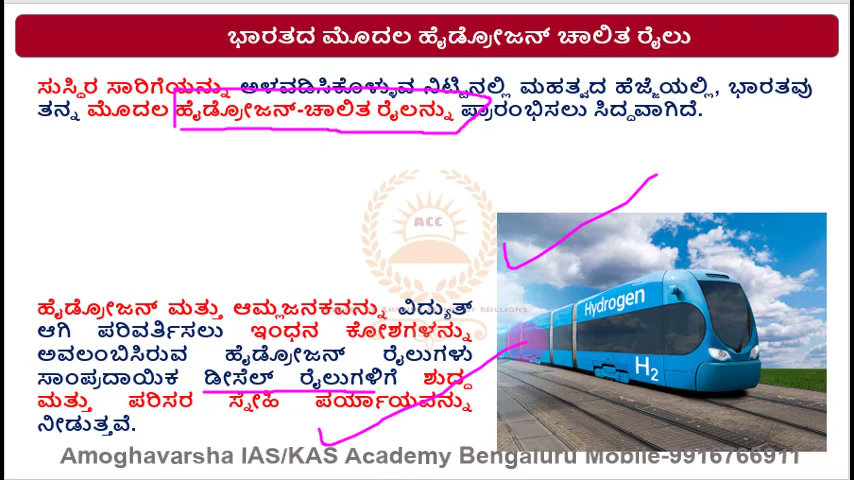 ಭಾರತದ ಮೊದಲ ಹೈಡ್ರೋಜನ್ ಚಾಲಿತ ರೈಲು
ಸುಸ್ಥಿರ ಸಾರಿಗೆಯನ್ನು ಅಳವಡಿಸಿಕೊಳ್ಳುವ ನಿಟ್ಟಿನಲ್ಲಿ ಮಹತ್ವದ ಹೆಜ್ಜೆಯಲ್ಲಿ, ಭಾರತವು
ತನ್ನ ಮೊದಲ ಹೈಡ್ರೋಜನ್-ಚಾಲಿತ ರೈಲನ್ನು ಪ್ರಾರಂಭಿಸಲು ಸಿದ್ಧವಾಗಿದೆ.
ACC
Hydrogen
H2
ಹೈಡ್ರೋಜನ್ ಮತ್ತು ಆಮ್ಲಜನಕವನ್ನು ವಿದ್ಯುತ್
ಆಗಿ ಪರಿವರ್ತಿಸಲು ಇಂಧನ ಕೋಶಗಳನ್ನು
ಅವಲಂಬಿಸಿರುವ ಹೈಡ್ರೋಜನ್ ರೈಲುಗಳು
ಸಾಂಪ್ರದಾಯಿಕ ಡೀಸೆಲ್ ರೈಲುಗಳಿಗೆ ಶುದ್ಧ
ಮತ್ತು ಪರಿಸರ ಸ್ನೇಹಿ ಪರ್ಯಾಯವನ್ನು
ನೀಡುತ್ತವೆ.
Amoghavarsha IAS/KAS Academy Bengaluru Mobile-9916766911